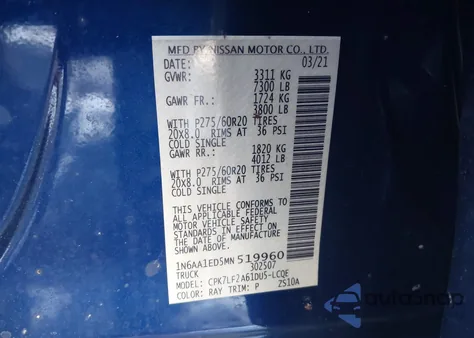 MFD BY NISSAN MOTOR CO., LTD.
DATE: 03/21
GVWR: 3311 KG
7300 LB
GAWR FR.: 1724 KG
3800 LB
WITH P275/60R20 TIRES
20X8.0 RIMS AT 36 PSI
COLD SINGLE
GAWR RR.: 1820 KG
4012 LB
WITH P275/60R20 TIRES
20X8.0 RIMS AT 36 PSI
COLD SINGLE
THIS VEHICLE CONFORMS TO
ALL APPLICABLE FEDERAL
MOTOR VEHICLE SAFETY
STANDARDS IN EFFECT ON
THE DATE OF MANUFACTURE
SHOWN ABOVE.
1N6AA1ED5MN 519960
TRUCK 302507
MODEL: CPK7LF2A61DU5-LCQE
COLOR: RAY TRIM: P ZS10A
autosnap